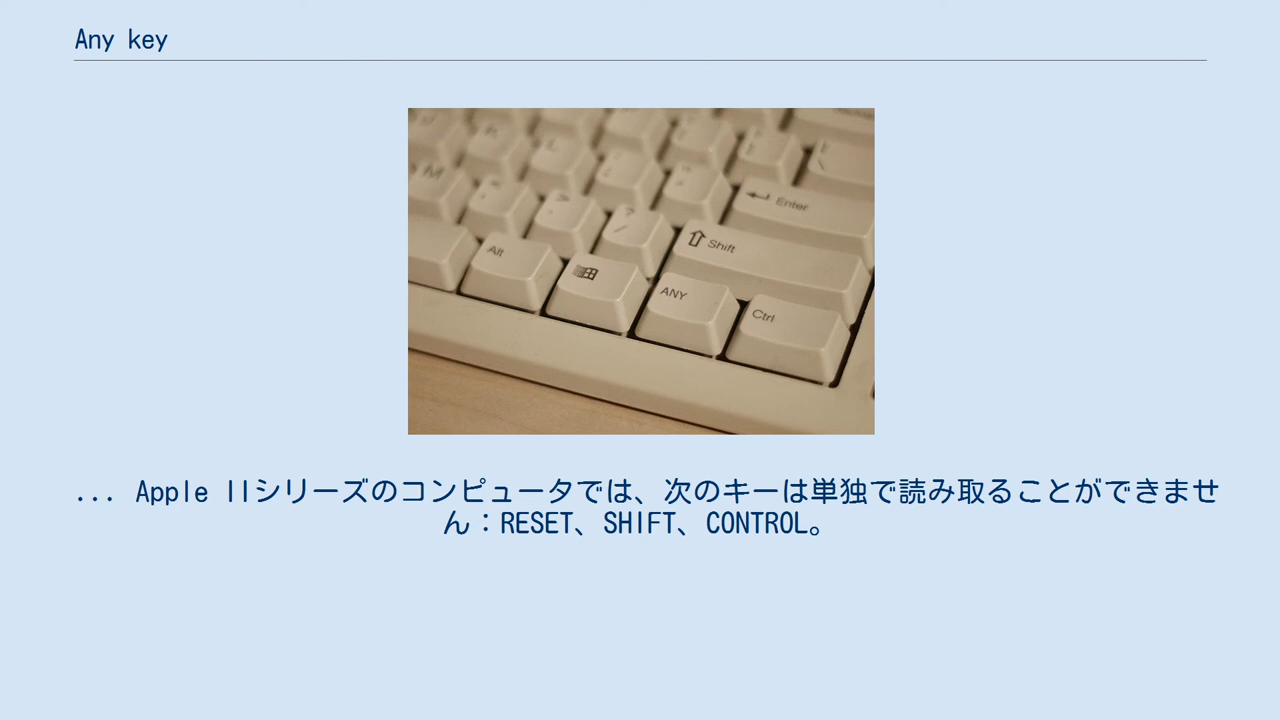 Any key
Enter
Shift
Alt
ANY
Ctrl
M
... Apple IIシリーズのコンピュータでは、次のキーは単独で読み取ることができませ
ん：RESET、SHIFT、CONTROL。